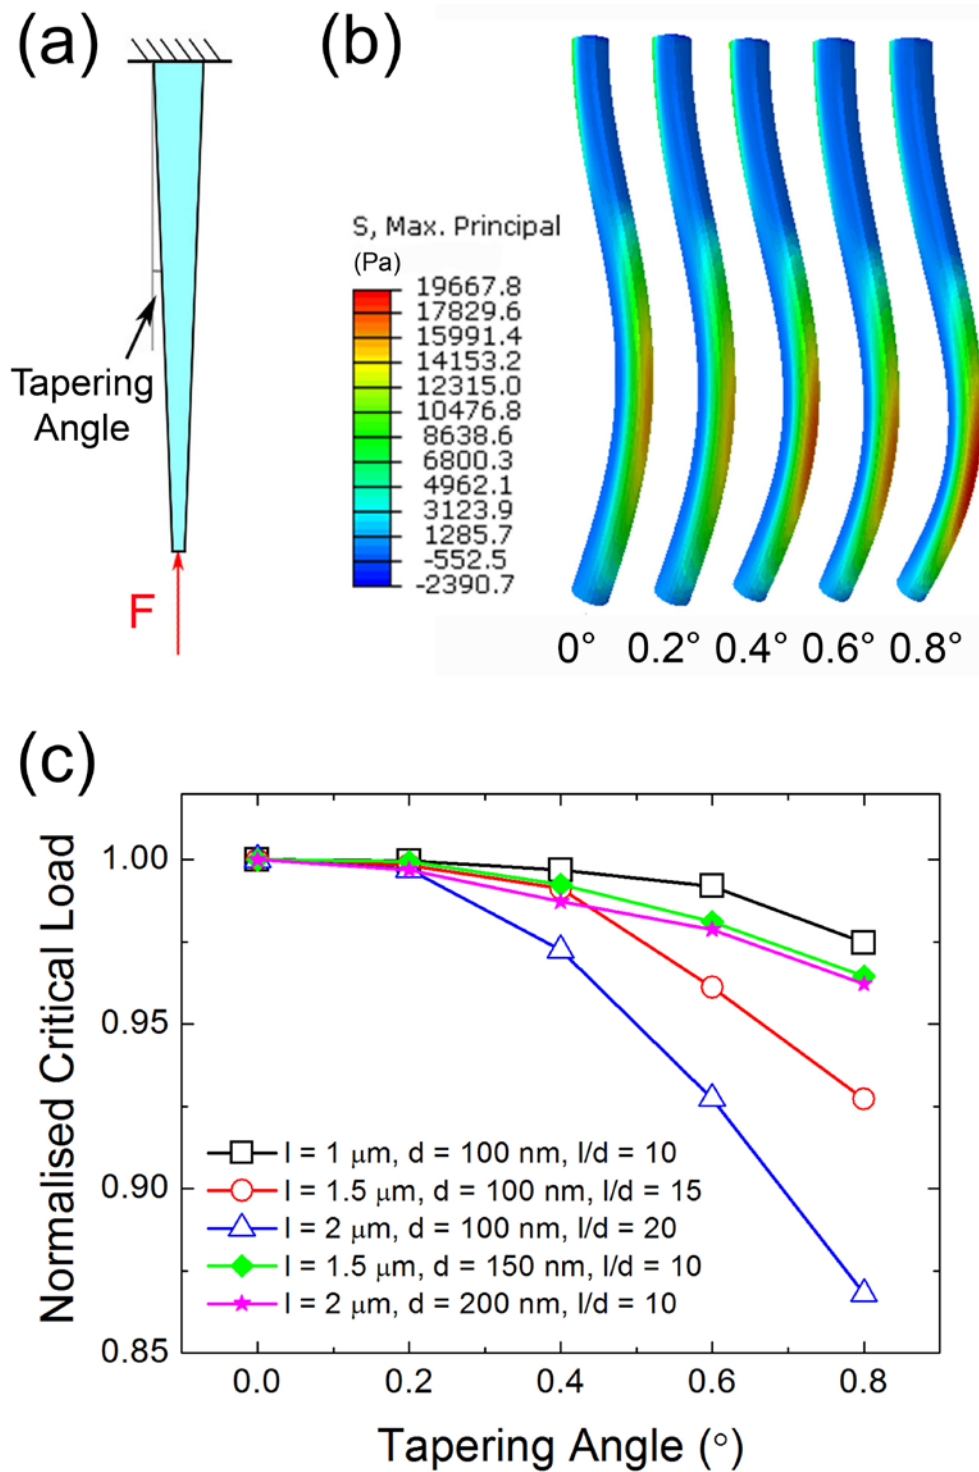 (a)
(b)
Tapering
Angle
F
S, Max. Principal
(Pa)
19667.8
17829.6
15991.4
14153.2
12315.0
10476.8
8638.6
6800.3
4962.1
3123.9
1285.7
-552.5
-2390.7
0° 0.2° 0.4° 0.6° 0.8°
(c)
Normalised Critical Load
1.00
0.95
0.90
0.85
l = 1 μm, d = 100 nm, l/d = 10
l = 1.5 μm, d = 100 nm, l/d = 15
l = 2 μm, d = 100 nm, l/d = 20
l = 1.5 μm, d = 150 nm, l/d = 10
l = 2 μm, d = 200 nm, l/d = 10
0.0 0.2 0.4 0.6 0.8
Tapering Angle (°)